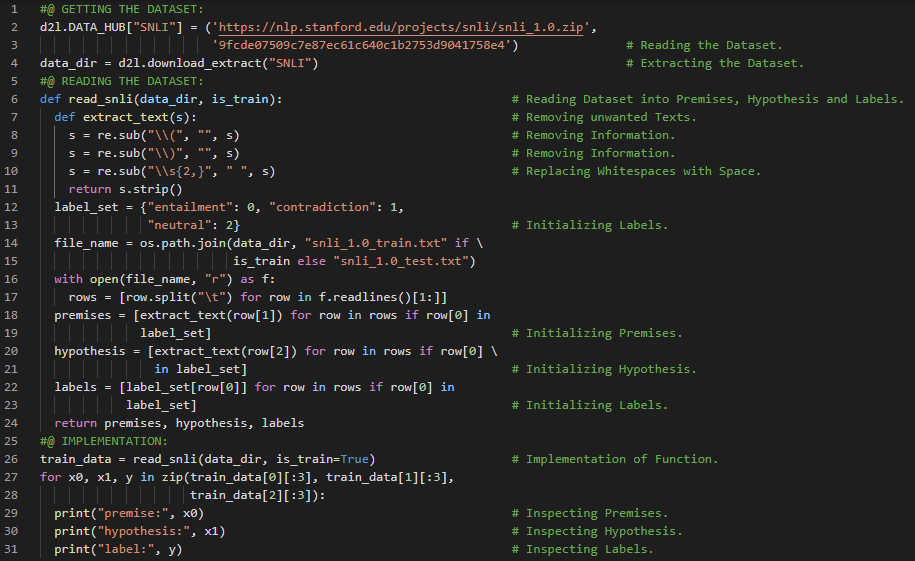 1 #@ GETTING THE DATASET:
2 d2l.DATA_HUB["SNLI"] = ('https://nlp.stanford.edu/projects/snli/snli_1.0.zip',
3 '9fcde07509c7e87ec61c640c1b2753d9041758e4') # Reading the Dataset.
4 data_dir = d2l.download_extract("SNLI") # Extracting the Dataset.
5 #@ READING THE DATASET:
6 def read_snli(data_dir, is_train): # Reading Dataset into Premises, Hypothesis and Labels.
7 def extract_text(s): # Removing unwanted Texts.
8 s = re.sub("\\(", "", s) # Removing Information.
9 s = re.sub("\\)", "", s) # Removing Information.
10 s = re.sub("\\s{2,}", " ", s) # Replacing Whitespaces with Space.
11 return s.strip()
12 label_set = {"entailment": 0, "contradiction": 1,
13 "neutral": 2} # Initializing Labels.
14 file_name = os.path.join(data_dir, "snli_1.0_train.txt" if \
15 is_train else "snli_1.0_test.txt")
16 with open(file_name, "r") as f:
17 rows = [row.split("\t") for row in f.readlines()[1:]]
18 premises = [extract_text(row[1]) for row in rows if row[0] in
19 label_set] # Initializing Premises.
20 hypothesis = [extract_text(row[2]) for row in rows if row[0] \
21 in label_set] # Initializing Hypothesis.
22 labels = [label_set[row[0]] for row in rows if row[0] in
23 label_set] # Initializing Labels.
24 return premises, hypothesis, labels
25 #@ IMPLEMENTATION:
26 train_data = read_snli(data_dir, is_train=True) # Implementation of Function.
27 for x0, x1, y in zip(train_data[0][:3], train_data[1][:3],
28 train_data[2][:3]):
29 print("premise:", x0) # Inspecting Premises.
30 print("hypothesis:", x1) # Inspecting Hypothesis.
31 print("label:", y) # Inspecting Labels.